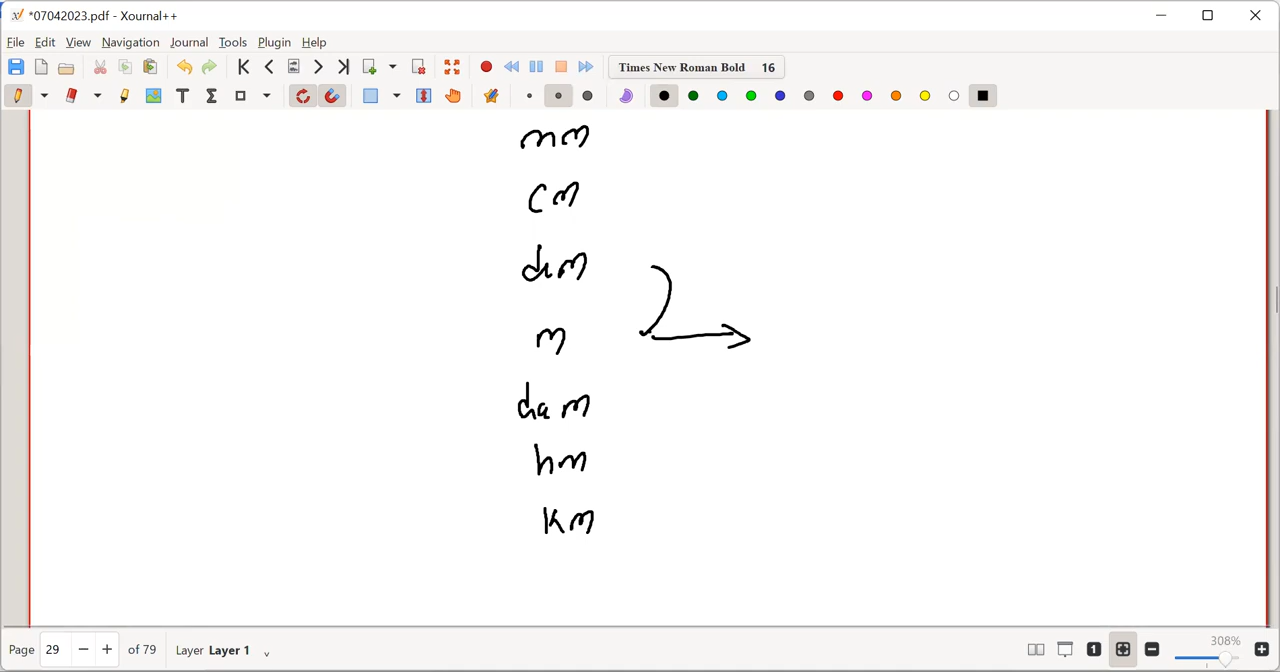 *07042023.pdf - Xournal++
File Edit View Navigation Journal Tools Plugin Help
Times New Roman Bold 16
mm
cm
dm
m
dam
hm
km
Page 29 of 79 Layer Layer 1 308%